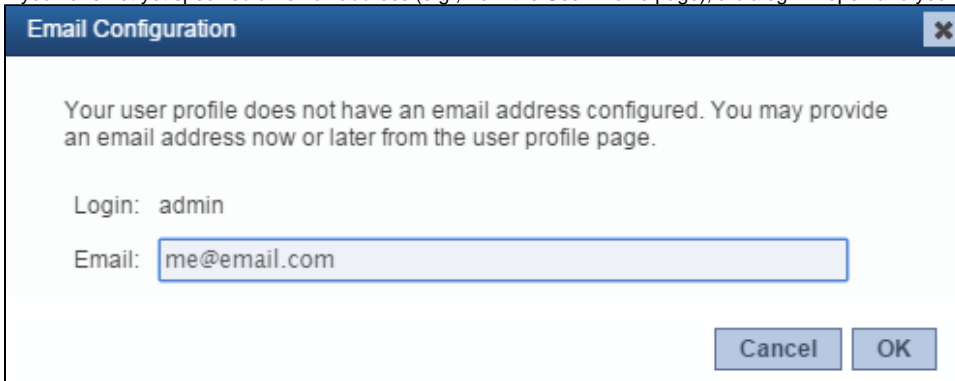 Email Configuration
Your user profile does not have an email address configured. You may provide
an email address now or later from the user profile page.
Login: admin
Email: me@email.com
Cancel OK